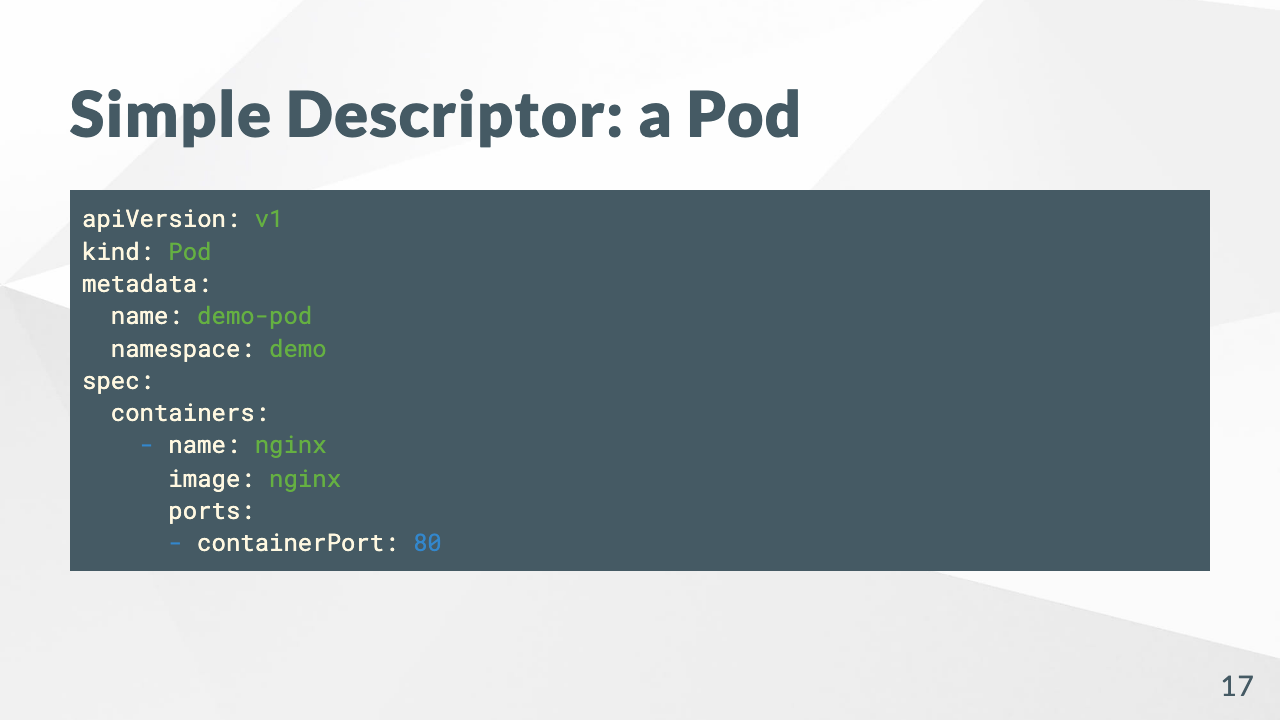 Simple Descriptor: a Pod
apiVersion: v1
kind: Pod
metadata:
  name: demo-pod
  namespace: demo
spec:
  containers:
    - name: nginx
      image: nginx
      ports:
      - containerPort: 80
17